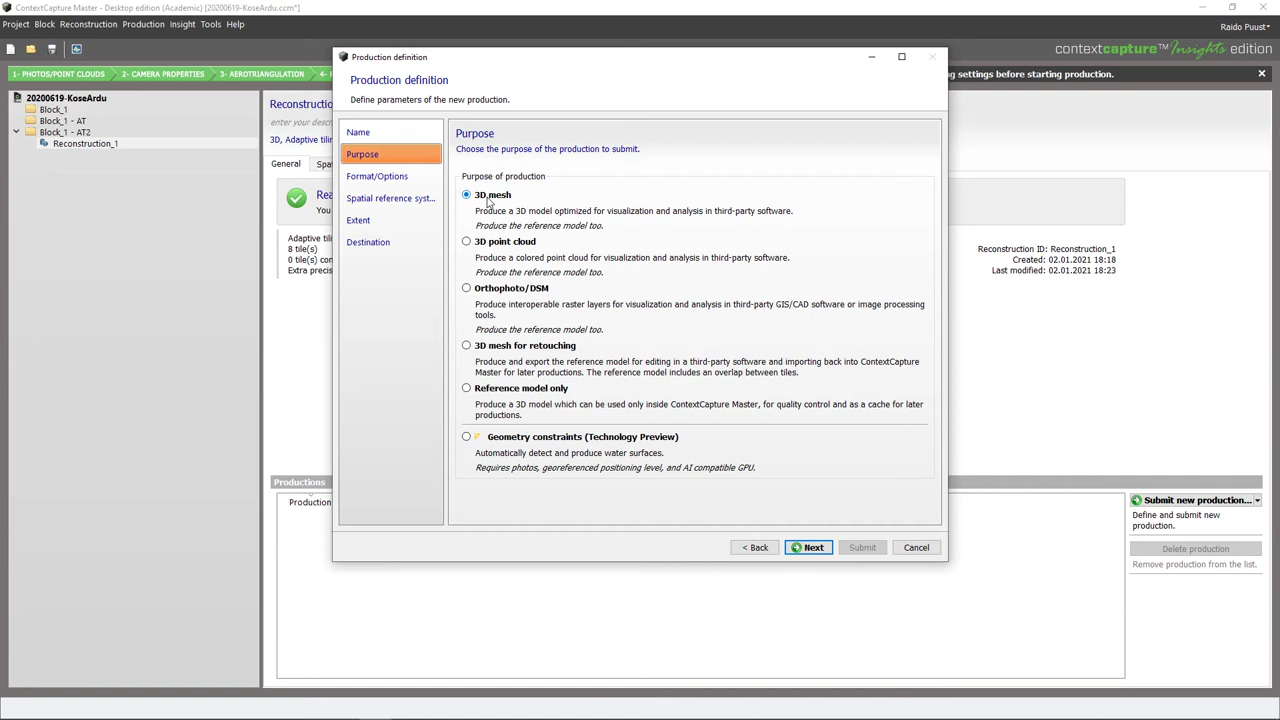 ContextCapture Master - Desktop edition (Academic) [20200619-KoseArdu.ccm*]
Project Block Reconstruction Production Insight Tools Help
Raido Puust
contextcapture™ Insights edition
1- PHOTOS/POINT CLOUDS 2- CAMERA PROPERTIES 3- AEROTRIANGULATION 4-
ng settings before starting production.
20200619-KoseArdu
Block_1
Block_1 - AT
Block_1 - AT2
Reconstruction_1
Reconstructio
enter your descr
3D, Adaptive tilin
General Spat
Rea
You
Adaptive til
8 tile(s)
0 tile(s) con
Extra precis
Reconstruction ID: Reconstruction_1
Created: 02.01.2021 18:18
Last modified: 02.01.2021 18:23
Production definition
Production definition
Define parameters of the new production.
Name
Purpose
Format/Options
Spatial reference syst...
Extent
Destination
Purpose
Choose the purpose of the production to submit.
Purpose of production
3D mesh
Produce a 3D model optimized for visualization and analysis in third-party software.
Produce the reference model too.
3D point cloud
Produce a colored point cloud for visualization and analysis in third-party software.
Produce the reference model too.
Orthophoto/DSM
Produce interoperable raster layers for visualization and analysis in third-party GIS/CAD software or image processing
tools.
Produce the reference model too.
3D mesh for retouching
Produce and export the reference model for editing in a third-party software and importing back into ContextCapture
Master for later productions. The reference model includes an overlap between tiles.
Reference model only
Produce a 3D model which can be used only inside ContextCapture Master, for quality control and as a cache for later
productions.
Geometry constraints (Technology Preview)
Automatically detect and produce water surfaces.
Requires photos, georeferenced positioning level, and AI compatible GPU.
< Back Next Submit Cancel
Productions
Production
Submit new production...
Define and submit new
production.
Delete production
Remove production from the list.